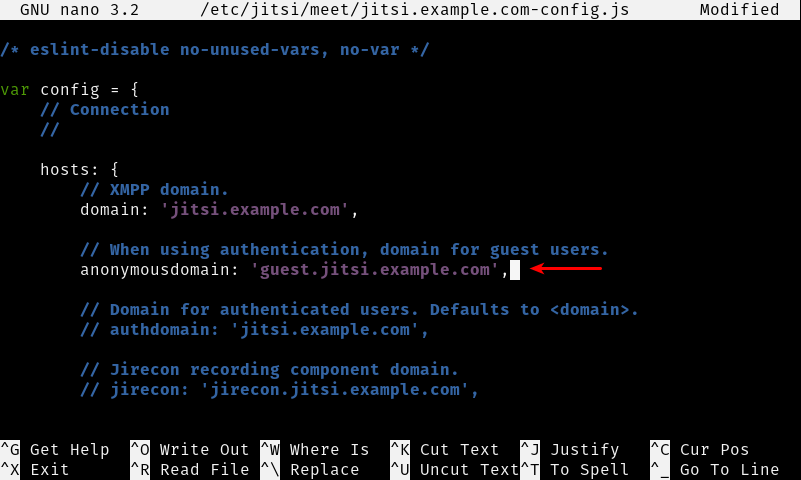 GNU nano 3.2 /etc/jitsi/meet/jitsi.example.com-config.js Modified
/* eslint-disable no-unused-vars, no-var */
var config = {
// Connection
//
hosts: {
// XMPP domain.
domain: 'jitsi.example.com',
// When using authentication, domain for guest users.
anonymousdomain: 'guest.jitsi.example.com',
// Domain for authenticated users. Defaults to <domain>.
// authdomain: 'jitsi.example.com',
// Jirecon recording component domain.
// jirecon: 'jirecon.jitsi.example.com',
^G Get Help ^O Write Out ^W Where Is ^K Cut Text ^J Justify ^C Cur Pos
^X Exit ^R Read File ^\ Replace ^U Uncut Text ^T To Spell ^_ Go To Line